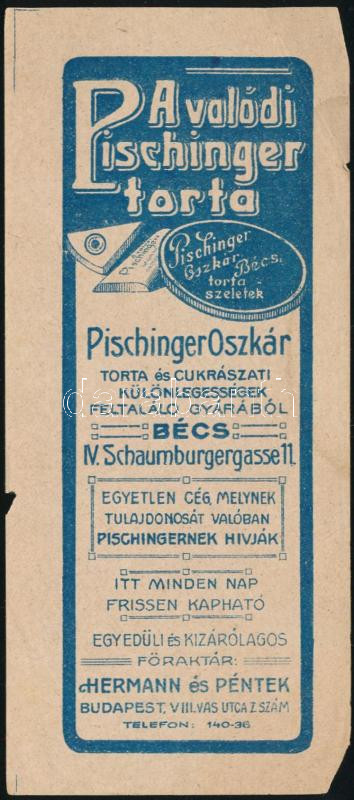 A valódi
Pischinger
torta
Pischinger
Oszkár
Bécs.
torta
szeletek
Pischinger Oszkár
TORTA és CUKRÁSZATI
KÜLÖNLEGESSÉGEK
FELTALÁLÓ GYÁRÁBÓL
BÉCS
IV. Schaumburgergasse 11.
EGYETLEN CÉG, MELYNEK
TULAJDONOSÁT VALÓBAN
PISCHINGERNEK HIVJÁK
ITT MINDEN NAP
FRISSEN KAPHATÓ
EGYEDÜLI és KIZÁRÓLAGOS
FŐRAKTÁR:
HERMANN és PÉNTEK
BUDAPEST, VIII. VAS UTCA 7. SZÁM
TELEFON: 140-36